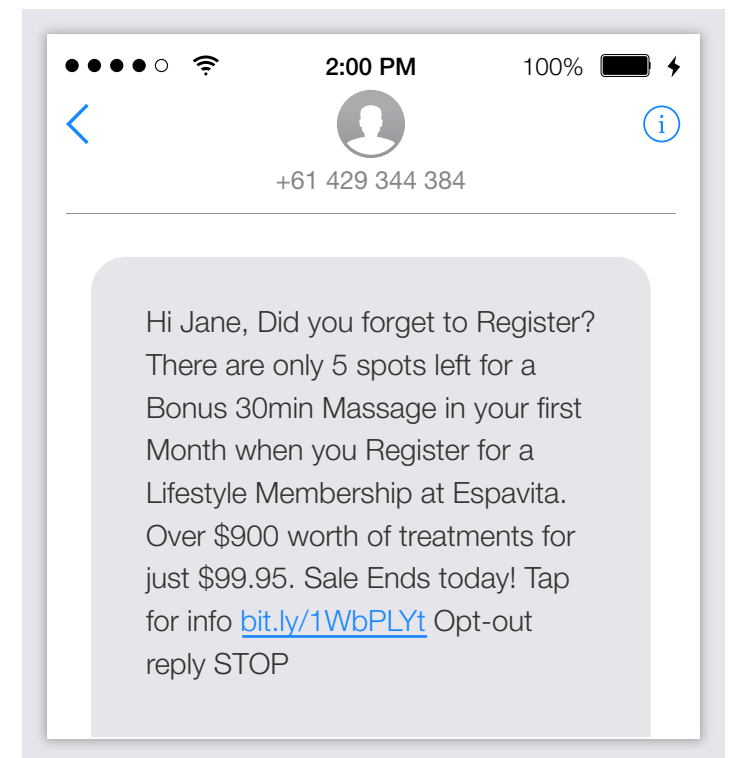 2:00 PM 100%
i
+61 429 344 384
Hi Jane, Did you forget to Register?
There are only 5 spots left for a
Bonus 30min Massage in your first
Month when you Register for a
Lifestyle Membership at Espavita.
Over $900 worth of treatments for
just $99.95. Sale Ends today! Tap
for info bit.ly/1WbPLYt Opt-out
reply STOP